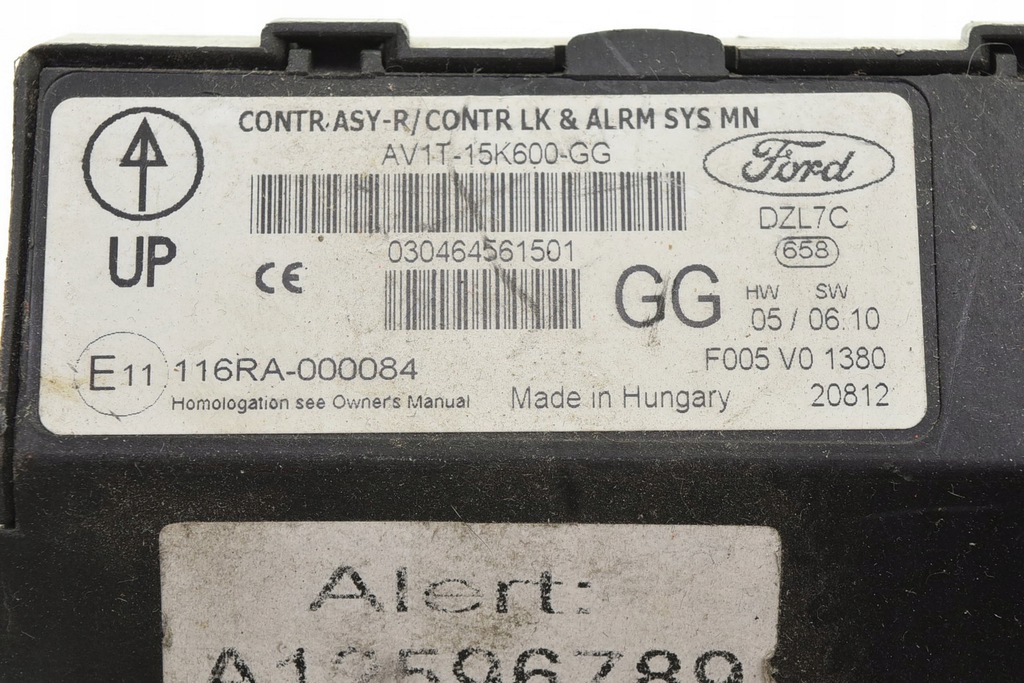 CONTR ASY-R/CONTR LK & ALRM SYS MN
AV1T-15K600-GG
Ford
UP
DZL7C
658
030464561501
CE
GG
HW SW
05 / 06.10
E11 116RA-000084
F005 V0 1380
Homologation see Owner's Manual
Made in Hungary
20812
Alert:
A12596789